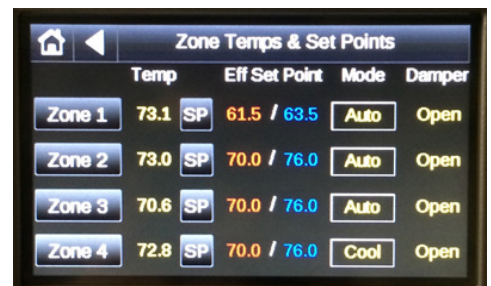 Zone Temps & Set Points
Temp Eff Set Point Mode Damper
Zone 1 73.1 SP 61.5 / 63.5 Auto Open
Zone 2 73.0 SP 70.0 / 76.0 Auto Open
Zone 3 70.6 SP 70.0 / 76.0 Auto Open
Zone 4 72.8 SP 70.0 / 76.0 Cool Open